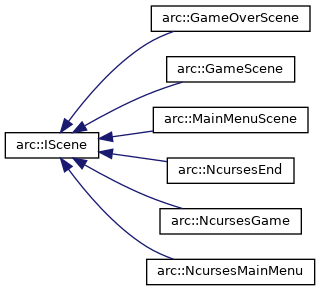 arc::GameOverScene
arc::GameScene
arc::MainMenuScene
arc::IScene
arc::NcursesEnd
arc::NcursesGame
arc::NcursesMainMenu